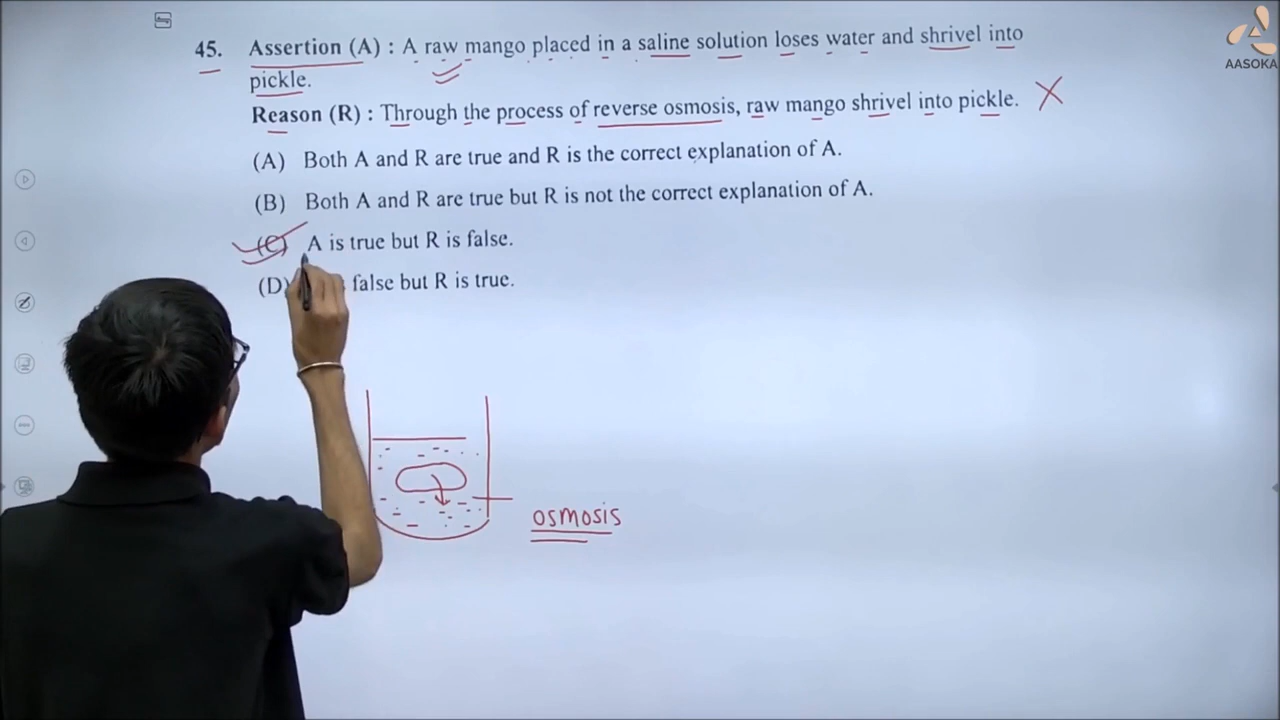 AASOKA
45. Assertion (A) : A raw mango placed in a saline solution loses water and shrivel into
pickle.
Reason (R) : Through the process of reverse osmosis, raw mango shrivel into pickle.
(A) Both A and R are true and R is the correct explanation of A.
(B) Both A and R are true but R is not the correct explanation of A.
(C) A is true but R is false.
(D) false but R is true.
osmosis